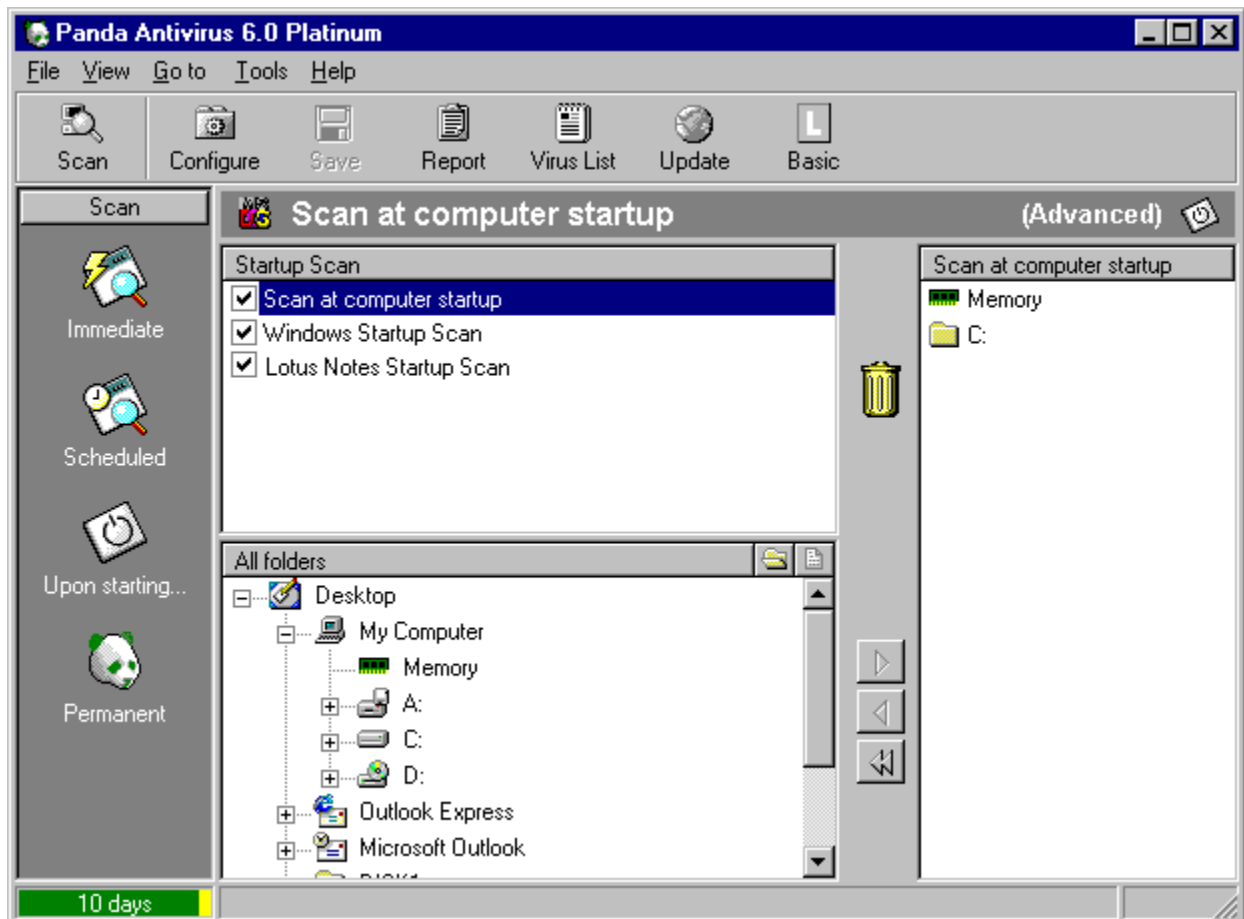 Panda Antivirus 6.0 Platinum
File View Go to Tools Help
Scan Configure Save Report Virus List Update L Basic
Scan
Immediate
Scheduled
Upon starting...
Permanent
10 days
Scan at computer startup (Advanced)
Startup Scan
Scan at computer startup
Windows Startup Scan
Lotus Notes Startup Scan
All folders
Desktop
My Computer
Memory
A:
C:
D:
Outlook Express
Microsoft Outlook
Scan at computer startup
Memory
C: